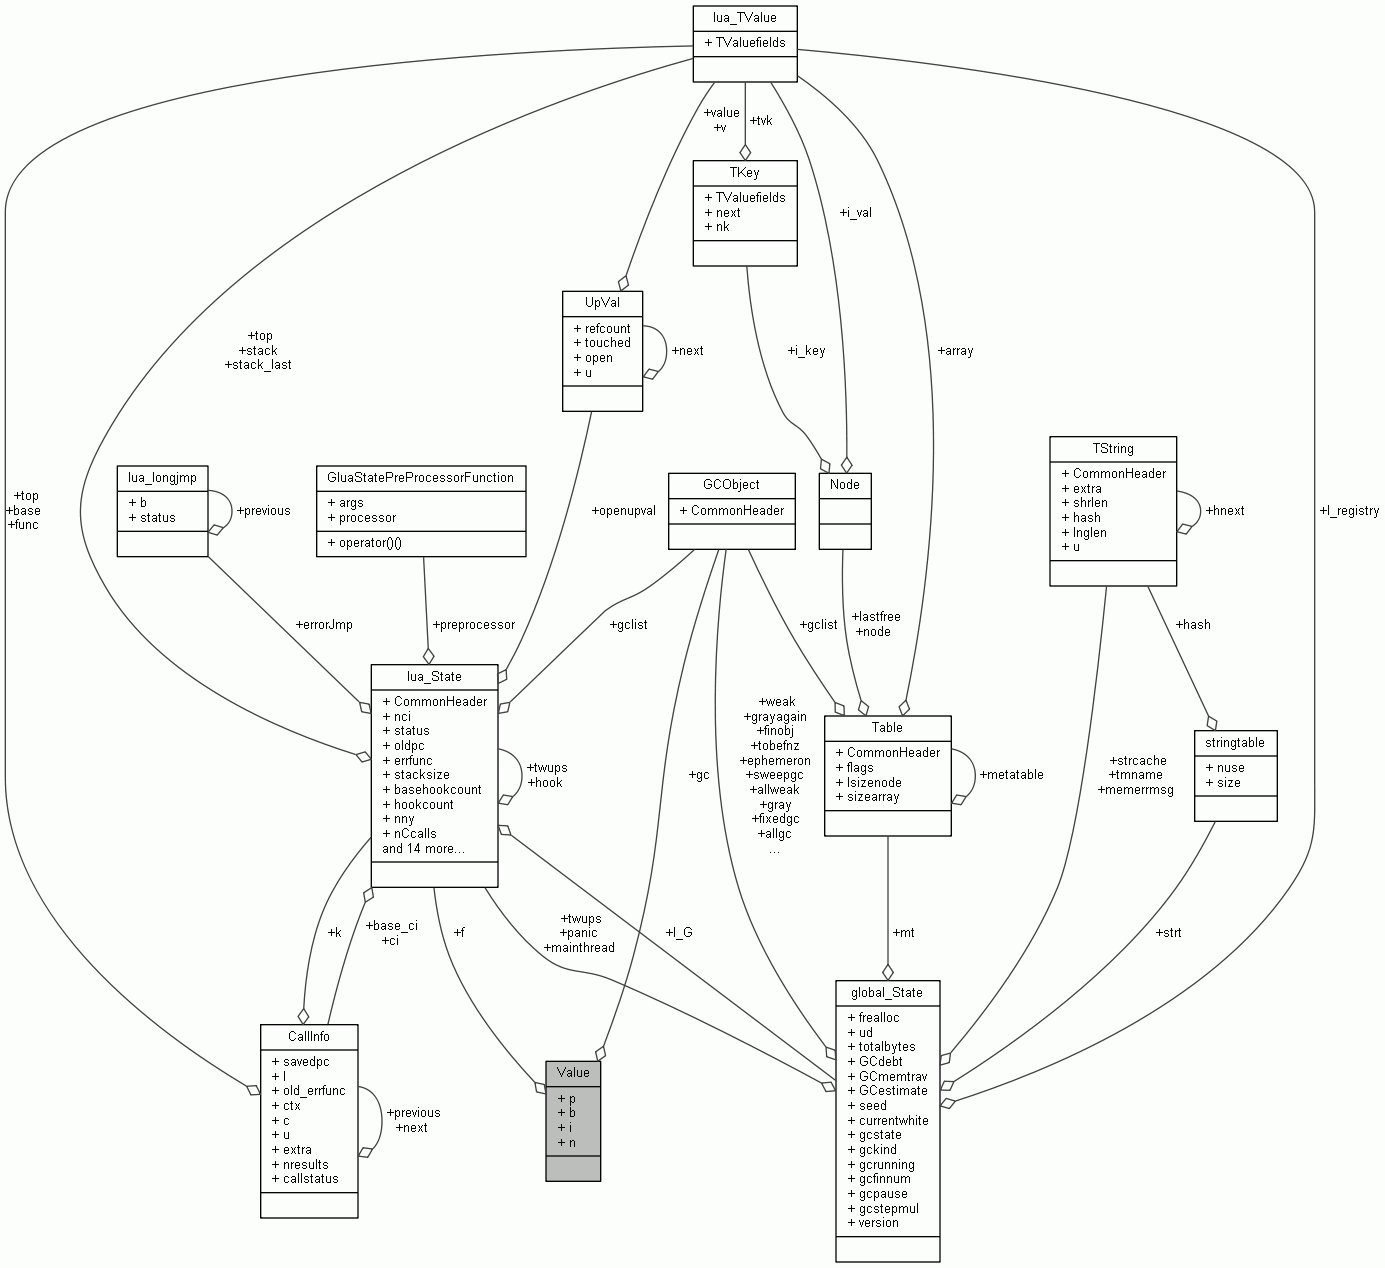 lua_TValue
+ TValuefields
+value
+v
+tvk
TKey
+ TValuefields
+ next
+ nk
+i_val
UpVal
+ refcount
+ touched
+ open
+ u
+next
+top
+stack
+stack_last
+i_key
+array
lua_longjmp
+ b
+ status
+previous
GluaStatePreProcessorFunction
+ args
+ processor
+ operator()()
+top
+base
+func
+openupval
GCObject
+ CommonHeader
Node
TString
+ CommonHeader
+ extra
+ shrlen
+ hash
+ lnglen
+ u
+hnext
+l_registry
+errorJmp
+preprocessor
+gclist
+gclist
+lastfree
+node
+hash
lua_State
+ CommonHeader
+ nci
+ status
+ oldpc
+ errfunc
+ stacksize
+ basehookcount
+ hookcount
+ nny
+ nCcalls
and 14 more...
+twups
+hook
+gc
+weak
+grayagain
+finobj
+tobefnz
+ephemeron
+sweepgc
+allweak
+gray
+fixedgc
+allgc
...
Table
+ CommonHeader
+ flags
+ lsizenode
+ sizearray
+metatable
+strcache
+tmname
+memerrmsg
stringtable
+ nuse
+ size
+k
+base_ci
+ci
+f
+twups
+panic
+mainthread
+l_G
+mt
+strt
CallInfo
+ savedpc
+ l
+ old_errfunc
+ ctx
+ c
+ u
+ extra
+ nresults
+ callstatus
+previous
+next
Value
+ p
+ b
+ i
+ n
global_State
+ frealloc
+ ud
+ totalbytes
+ GCdebt
+ GCmemtrav
+ GCestimate
+ seed
+ currentwhite
+ gcstate
+ gckind
+ gcrunning
+ gcfinnum
+ gcpause
+ gcstepmul
+ version